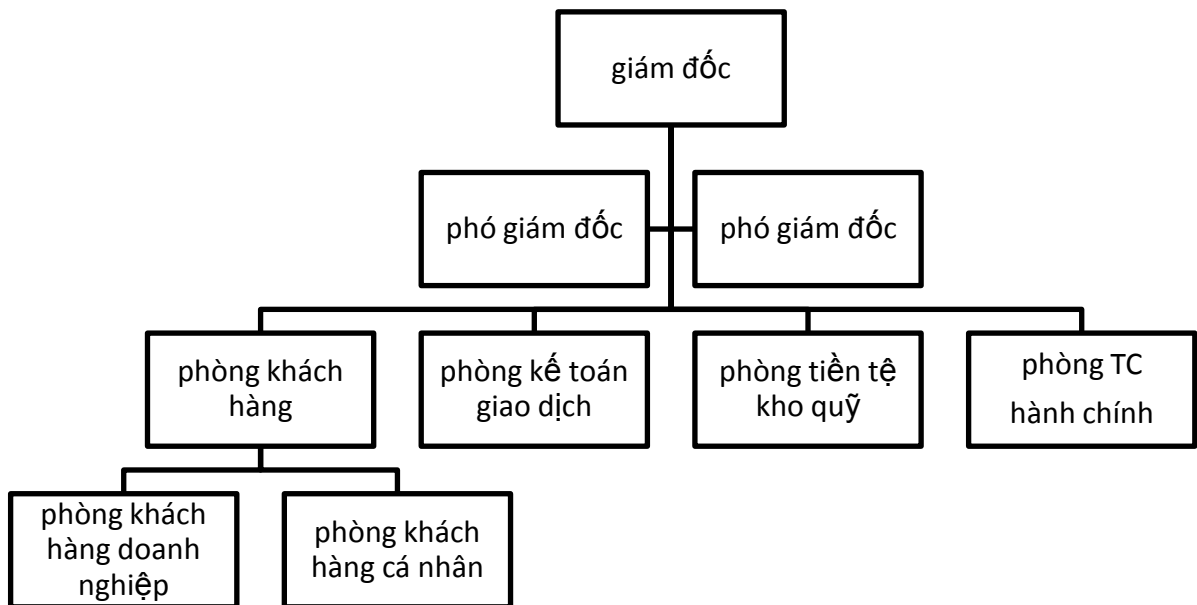 giám đốc
phó giám đốc
phó giám đốc
phòng khách
hàng
phòng kế toán
giao dịch
phòng tiền tệ
kho quỹ
phòng TC
hành chính
phòng khách
hàng doanh
nghiệp
phòng khách
hàng cá nhân